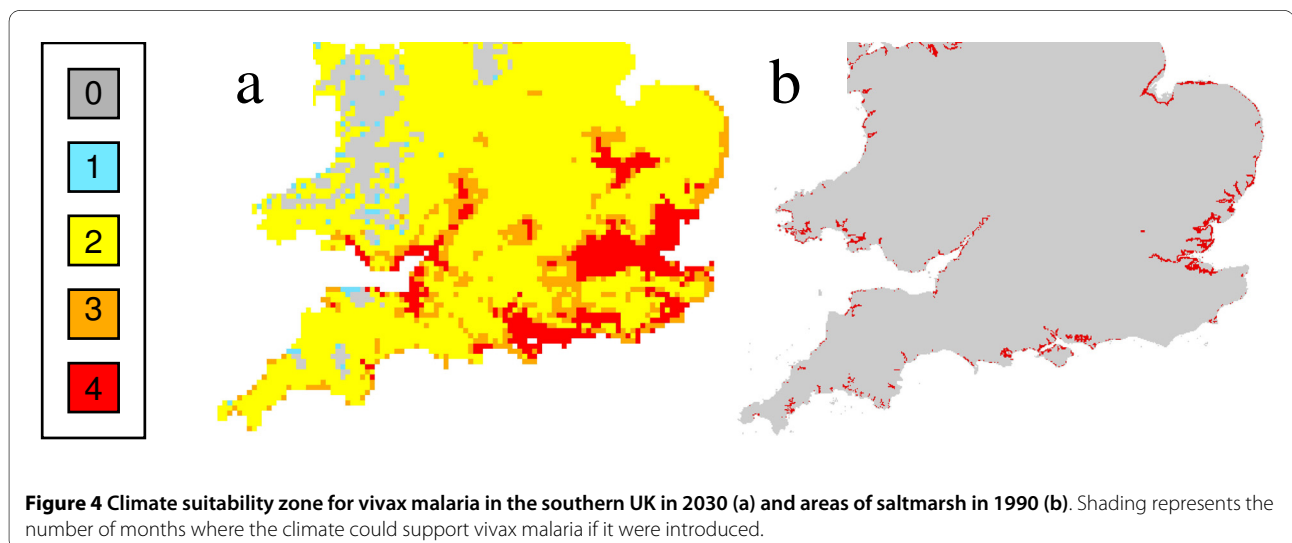 0
1
2
3
4
a
b
Figure 4 Climate suitability zone for vivax malaria in the southern UK in 2030 (a) and areas of saltmarsh in 1990 (b). Shading represents the
number of months where the climate could support vivax malaria if it were introduced.